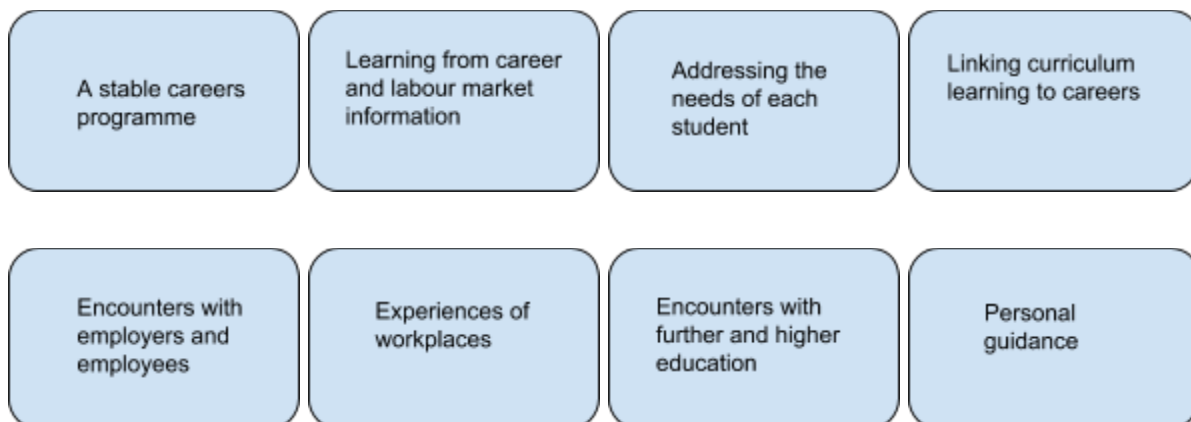 A stable careers
programme
Learning from career
and labour market
information
Addressing the
needs of each
student
Linking curriculum
learning to careers
Encounters with
employers and
employees
Experiences of
workplaces
Encounters with
further and higher
education
Personal
guidance